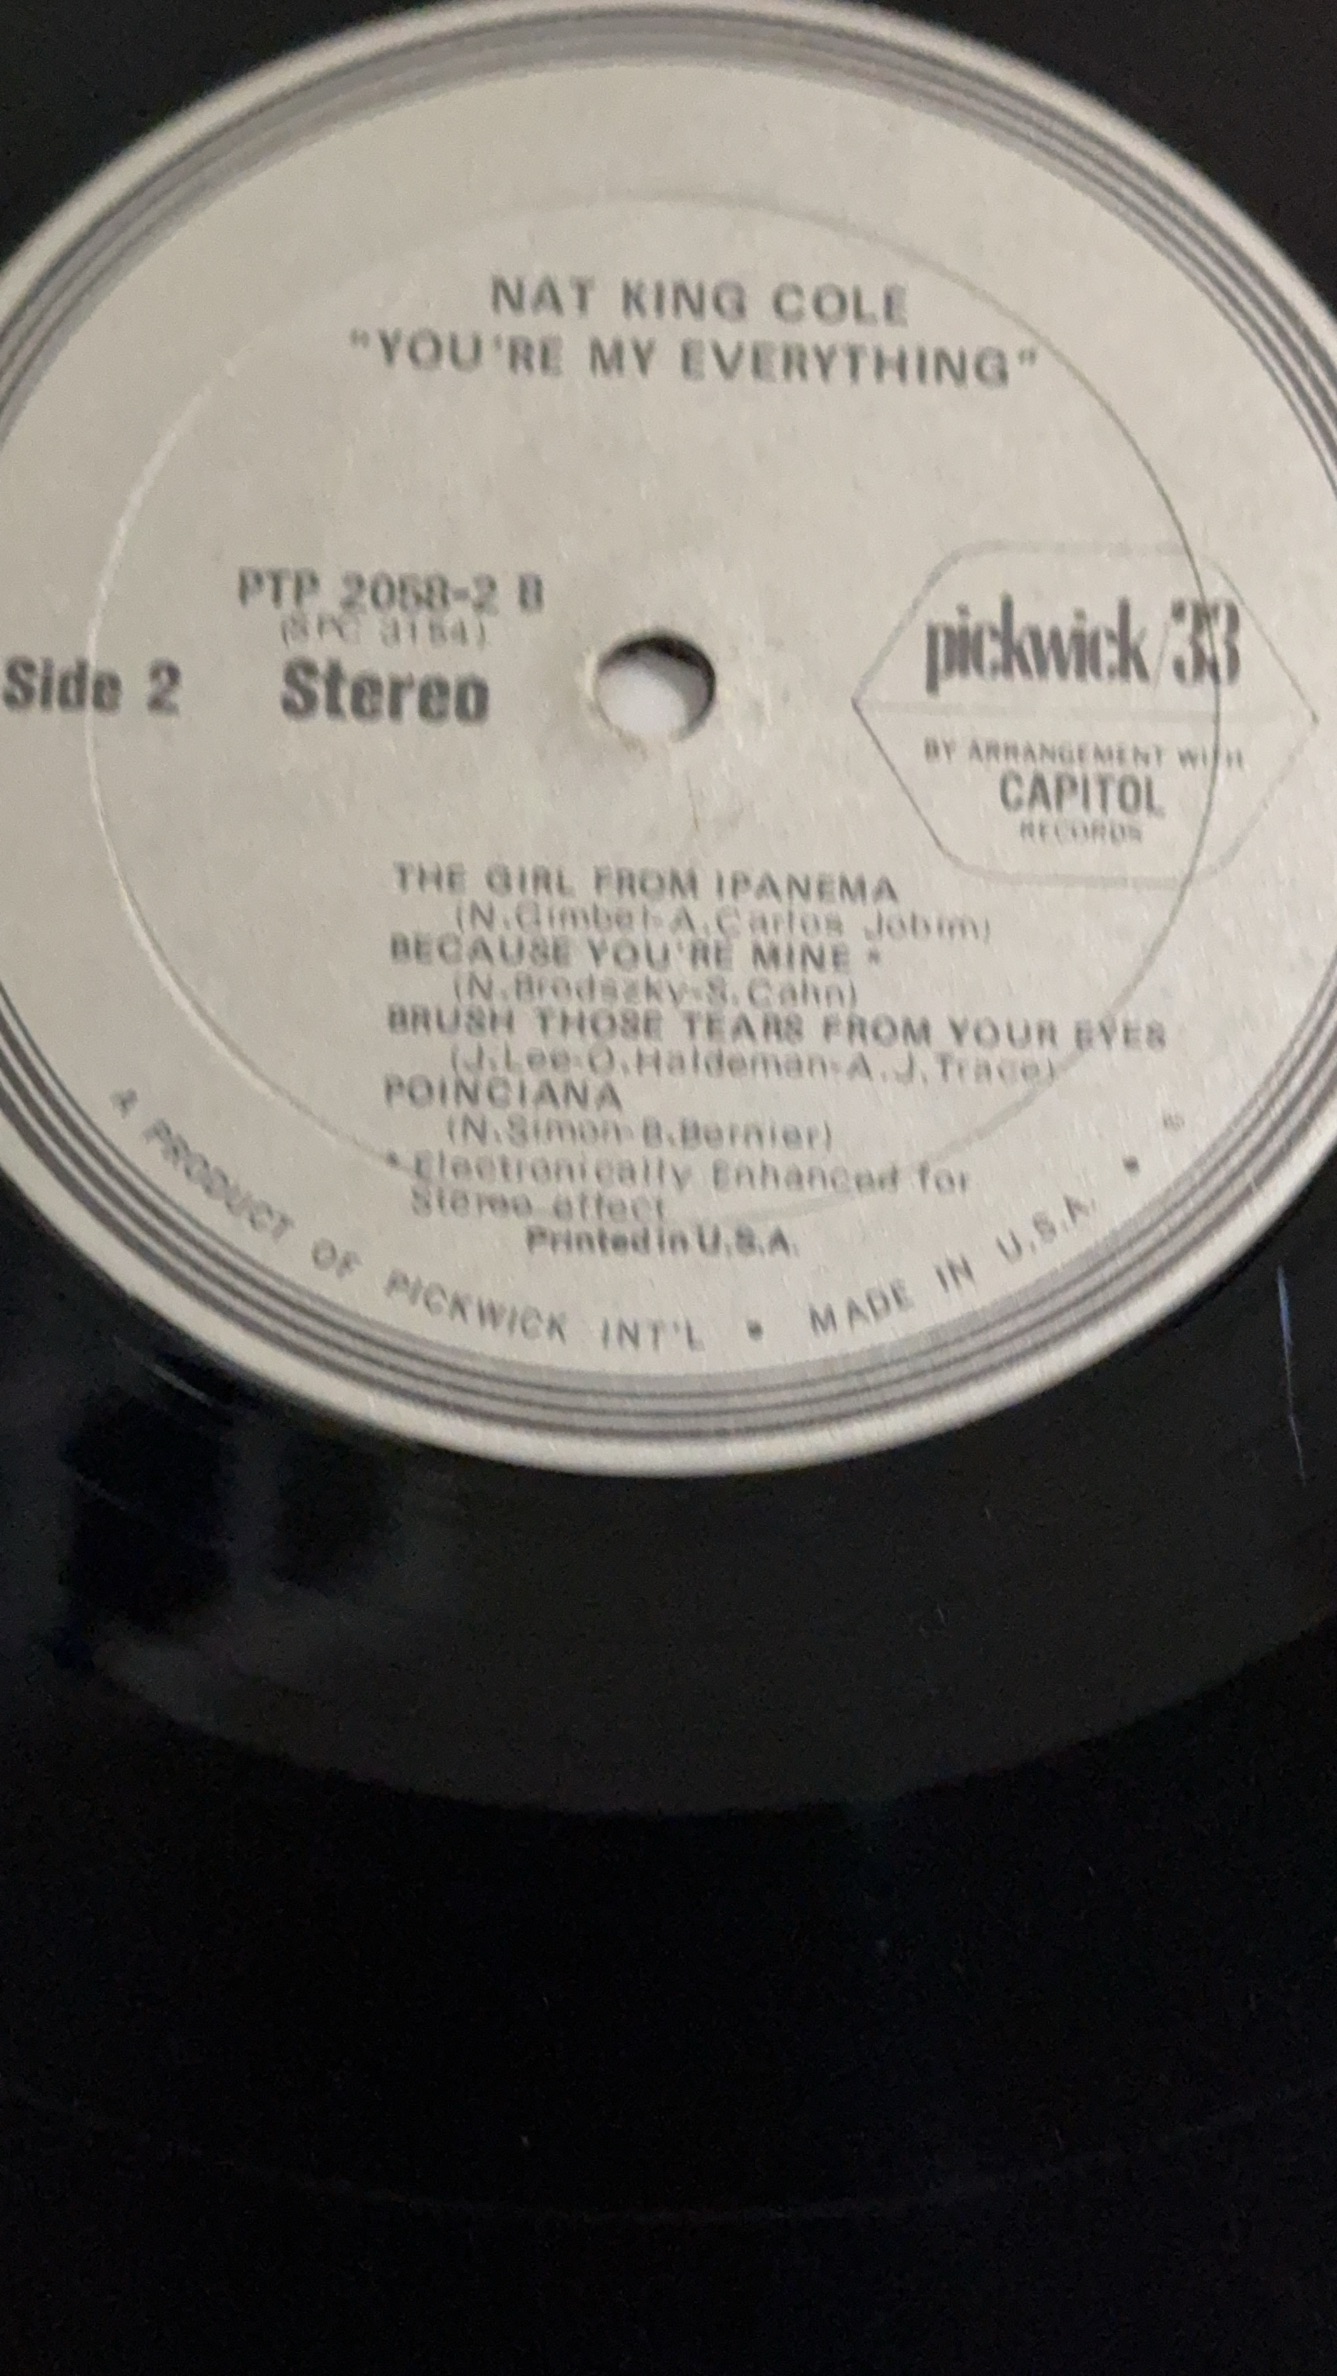 NAT KING COLE
"YOU'RE MY EVERYTHING"
PTP 2058-2 B
(SPC 3154)
Side 2 Stereo
pickwick/33
BY ARRANGEMENT WITH
CAPITOL
RECORDS
THE GIRL FROM IPANEMA
(N.Gimbel-A.Carlos Jobim)
BECAUSE YOU'RE MINE *
(N.Brodszky-S.Cahn)
BRUSH THOSE TEARS FROM YOUR EYES
(J.Lee-O.Haldeman-A.J.Trace)
POINCIANA
(N.Simon-B.Bernier)
* Electronically Enhanced for
Stereo effect
Printed in U.S.A.
A PRODUCT OF PICKWICK INT'L • MADE IN U.S.A. •